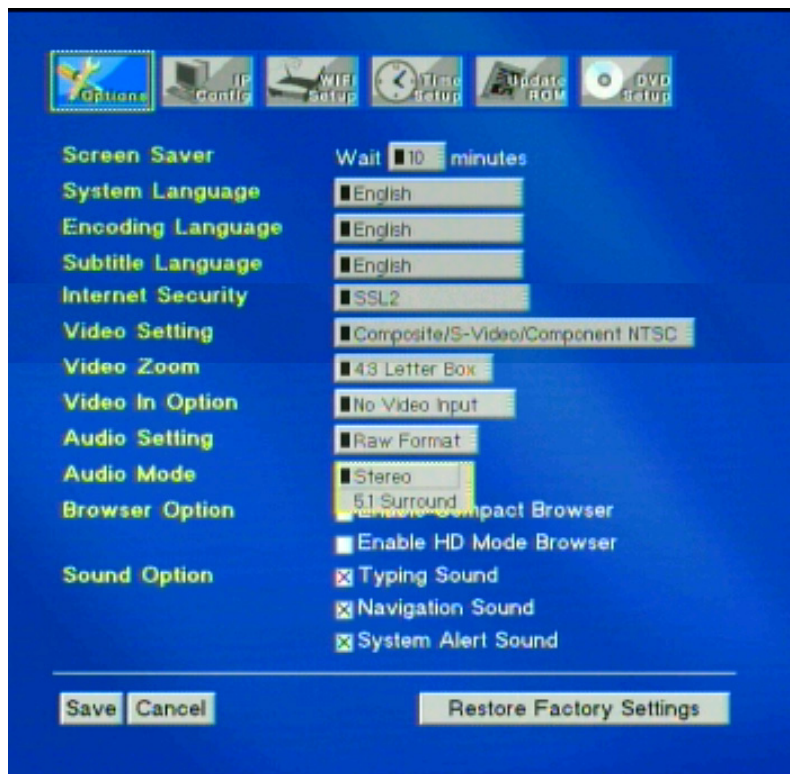 Options
IP Config
WIFI Setup
Time Setup
Update ROM
DVD Setup
Screen Saver Wait 10 minutes
System Language English
Encoding Language English
Subtitle Language English
Internet Security SSL2
Video Setting Composite/S-Video/Component NTSC
Video Zoom 4:3 Letter Box
Video In Option No Video Input
Audio Setting Raw Format
Audio Mode Stereo
5.1 Surround
Browser Option Enable Compact Browser
Enable HD Mode Browser
Sound Option Typing Sound
Navigation Sound
System Alert Sound
Save Cancel Restore Factory Settings